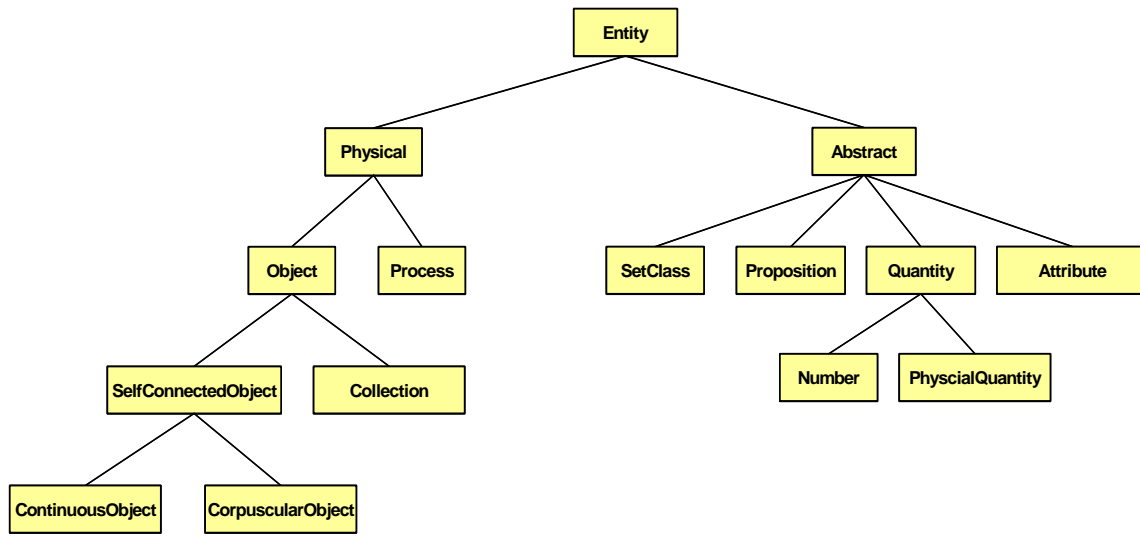 Entity
Physical
Abstract
Object
Process
SetClass
Proposition
Quantity
Attribute
Number
PhyscialQuantity
SelfConnectedObject
Collection
ContinuousObject
CorpuscularObject